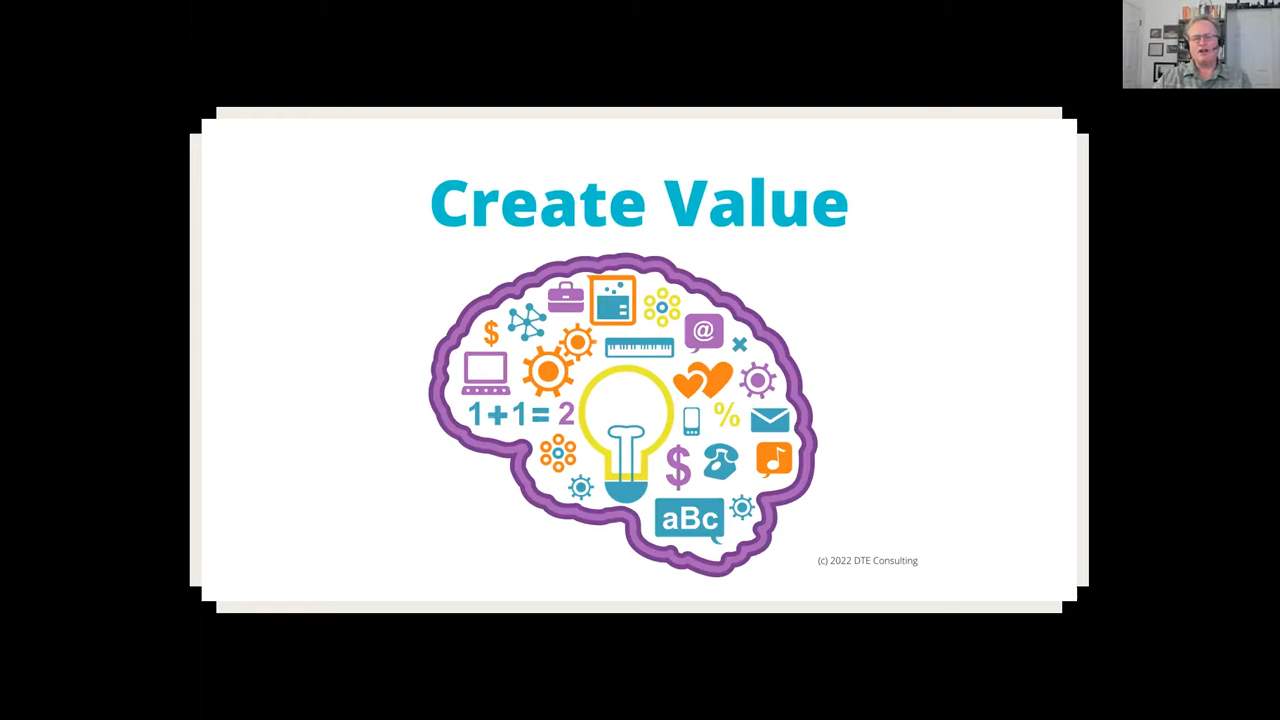 Create Value
$
@
1+1=2
%
$
aBc
(c) 2022 DTE Consulting